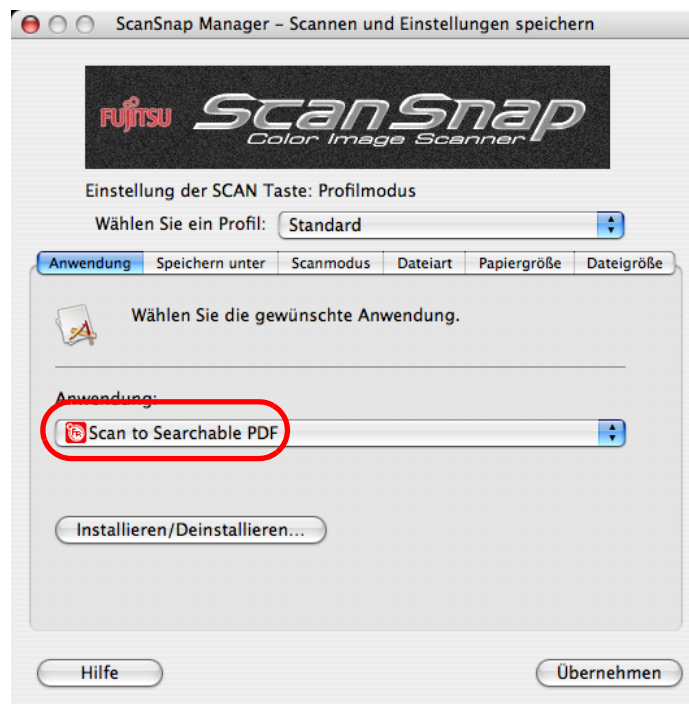 ScanSnap Manager – Scannen und Einstellungen speichern
FUJITSU ScanSnap
Color Image Scanner
Einstellung der SCAN Taste: Profilmodus
Wählen Sie ein Profil: Standard
Anwendung Speichern unter Scanmodus Dateiart Papiergröße Dateigröße
Wählen Sie die gewünschte Anwendung.
Anwendung:
Scan to Searchable PDF
Installieren/Deinstallieren...
Hilfe Übernehmen